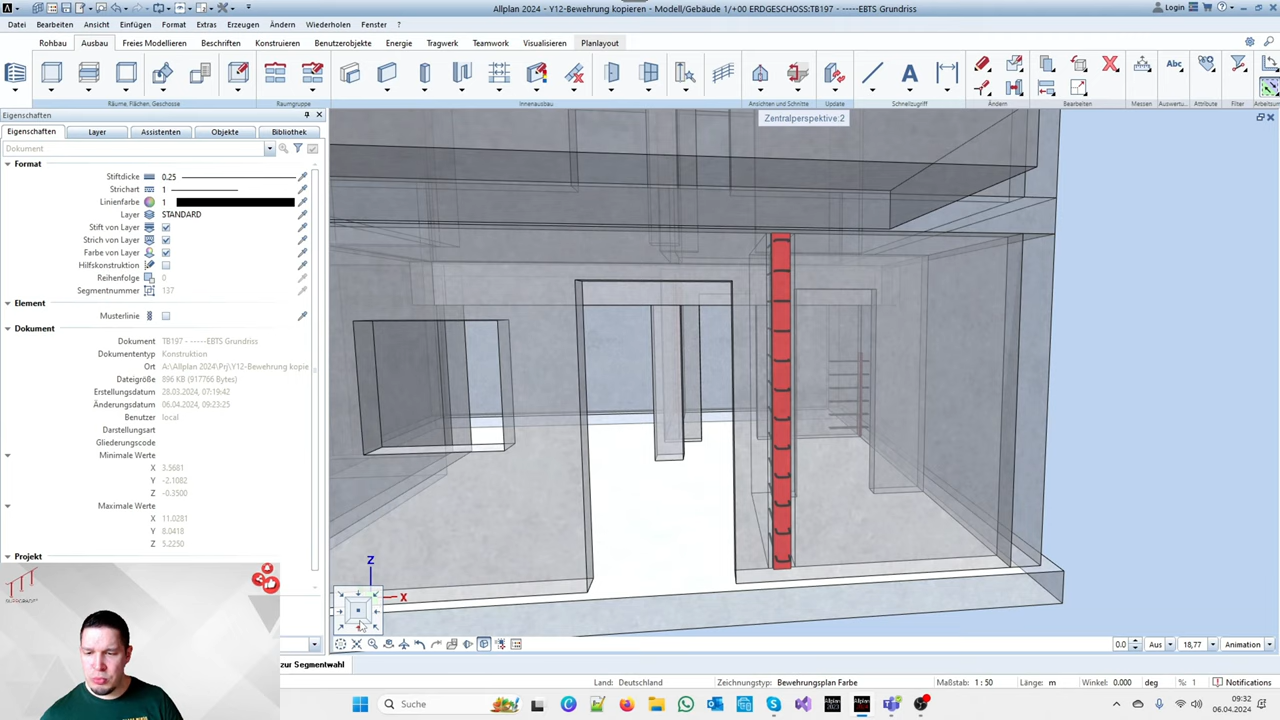 Allplan 2024 - Y12-Bewehrung kopieren - Modell/Gebäude 1/+00 ERDGESCHOSS:TB197 - -----EBTS Grundriss
Login
Datei Bearbeiten Einfügen Format Extras Erzeugen Ändern Wiederholen Fenster ?
Rohbau Ausbau Freies Modellieren Beschriften Konstruieren Benutzerobjekte Energie Tragwerk Teamwork Visualisieren Planlayout
A Abc
Räume, Flächen, Geschosse Raumgruppe Innenausbau Ansichten und Schnitte Update Schnellzugriff Ändern Bearbeiten Messen Auswertu... Attribute Filter Arbeitsum
Eigenschaften
Zentralperspektive:2
Eigenschaften Layer Assistenten Objekte Bibliothek
Dokument
Format
Stiftdicke 0.25
Strichart 1
Linienfarbe 1
Layer STANDARD
Stift von Layer
Strich von Layer
Farbe von Layer
Hilfskonstruktion
Reihenfolge 0
Segmentnummer 137
Element
Musterlinie
Dokument
Dokument TB197 - -----EBTS Grundriss
Dokumenttyp Konstruktion
Ort A:\Allplan 2024\Prj\Y12-Bewehrung kopie
Dateigröße 896 KB (917766 Bytes)
Erstellungsdatum 28.03.2024, 07:19:42
Änderungsdatum 06.04.2024, 09:23:25
Benutzer local
Darstellungsart
Gliederungscode
Minimale Werte
X 3.5681
Y -2.1082
Z -0.3500
Maximale Werte
X 11.0281
Y 8.0418
Z 5.2250
Projekt
Z
X
0.0 Aus 18,77 Animation
zur Segmentwahl
Land: Deutschland Zeichnungstyp: Bewehrungsplan Farbe Maßstab: 1 : 50 Länge: m Winkel: 0.000 deg %: 1 Notifications
Suche
09:32
06.04.2024